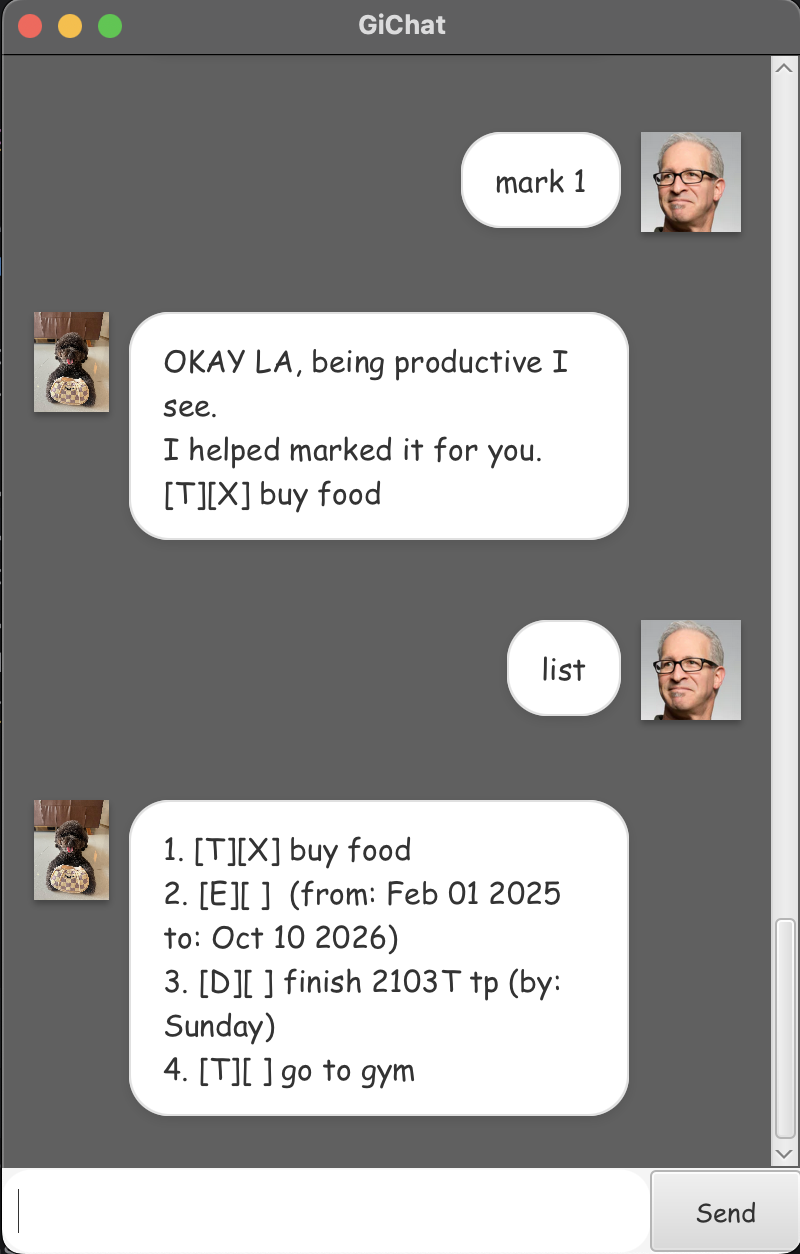 GiChat
mark 1
OKAY LA, being productive I
see.
I helped marked it for you.
[T][X] buy food
list
1. [T][X] buy food
2. [E][ ]  (from: Feb 01 2025
to: Oct 10 2026)
3. [D][ ] finish 2103T tp (by:
Sunday)
4. [T][ ] go to gym
Send